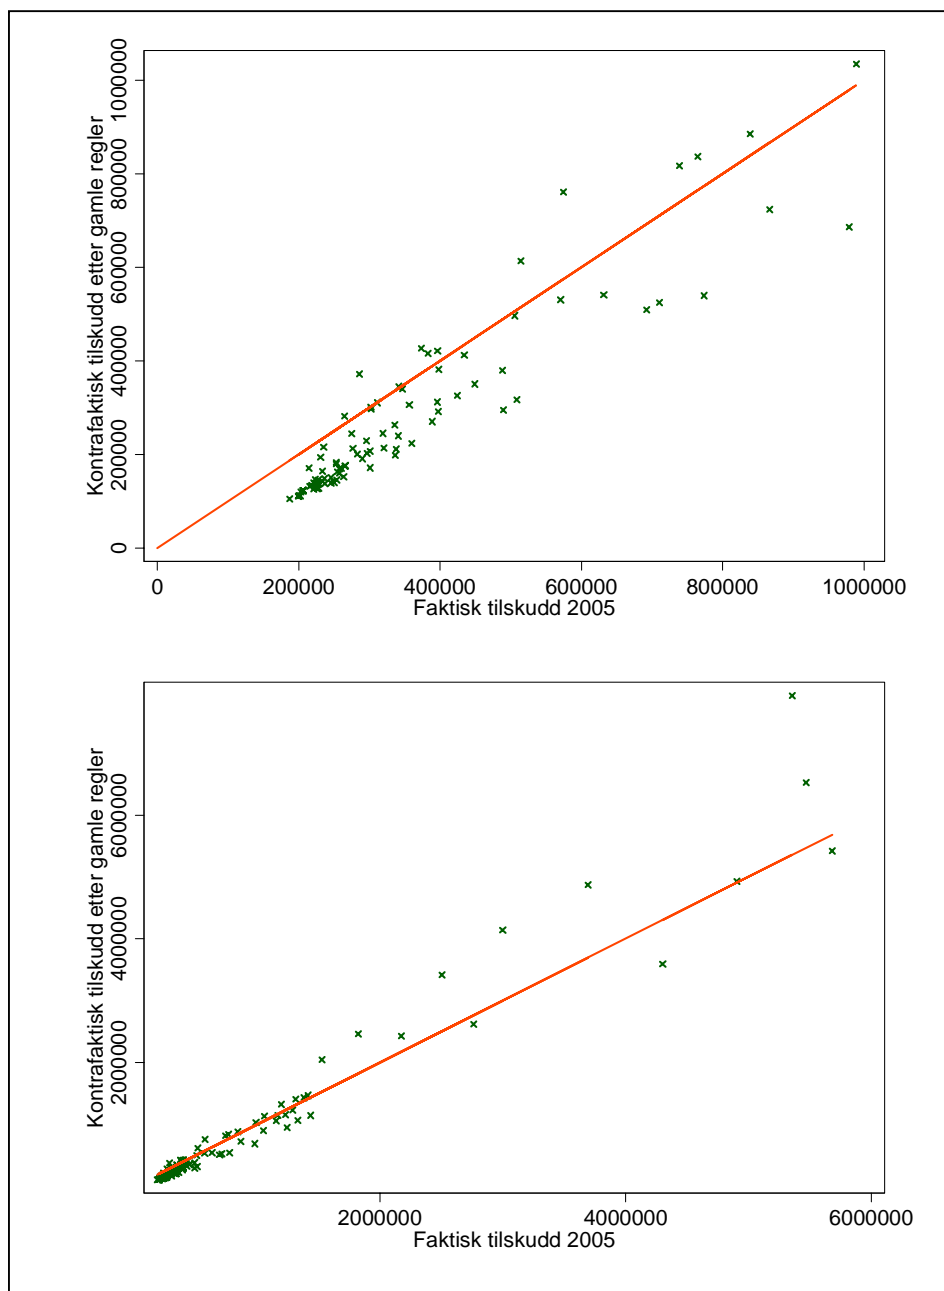 Kontrafaktisk tilskudd etter gamle regler
1000000
800000
600000
400000
200000
0
0 200000 400000 600000 800000 1000000
Faktisk tilskudd 2005
Kontrafaktisk tilskudd etter gamle regler
6000000
4000000
2000000
2000000 4000000 6000000
Faktisk tilskudd 2005